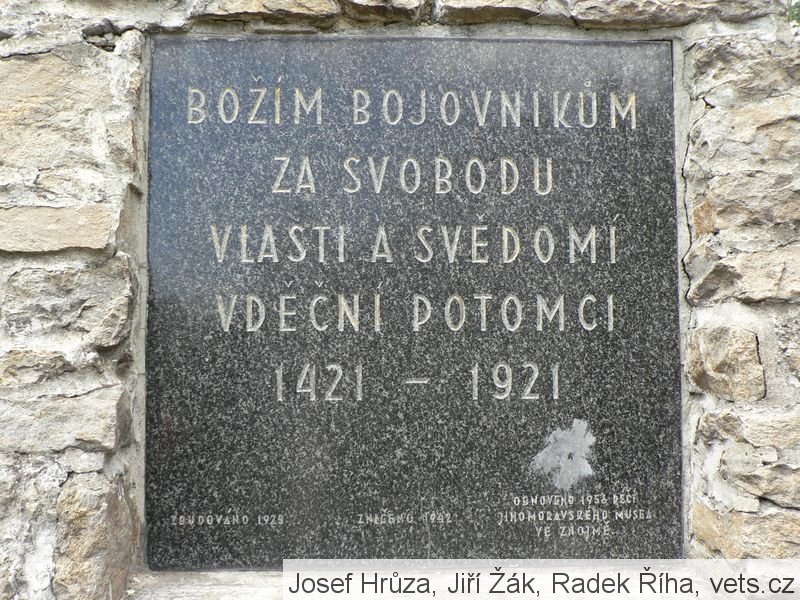 BOŽÍM BOJOVNÍKŮM
ZA SVOBODU
VLASTI A SVĚDOMÍ
VDĚČNÍ POTOMCI
1421 – 1921
ZBUDOVÁNO 1925
ZNIČENO 1942
OBNOVENO 1953 PÉČÍ
JIHOMORAVSKÉHO MUSEA
VE ZNOJMĚ
Josef Hrůza, Jiří Žák, Radek Říha, vets.cz